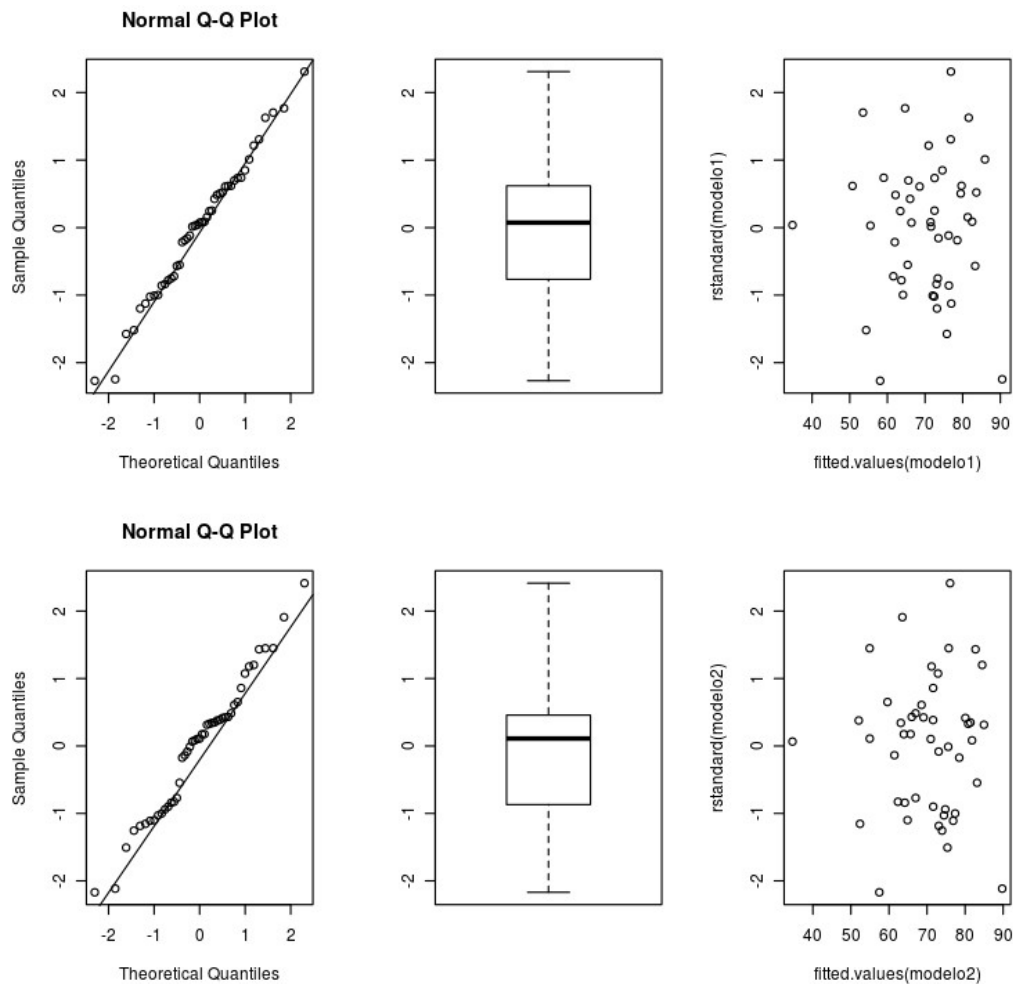 Normal Q-Q Plot
Sample Quantiles
2
1
0
-1
-2
-2 -1 0 1 2
Theoretical Quantiles
2
1
0
-1
-2
rstandard(modelo1)
2
1
0
-1
-2
40 50 60 70 80 90
fitted.values(modelo1)
Normal Q-Q Plot
Sample Quantiles
2
1
0
-1
-2
-2 -1 0 1 2
Theoretical Quantiles
2
1
0
-1
-2
rstandard(modelo2)
2
1
0
-1
-2
40 50 60 70 80 90
fitted.values(modelo2)